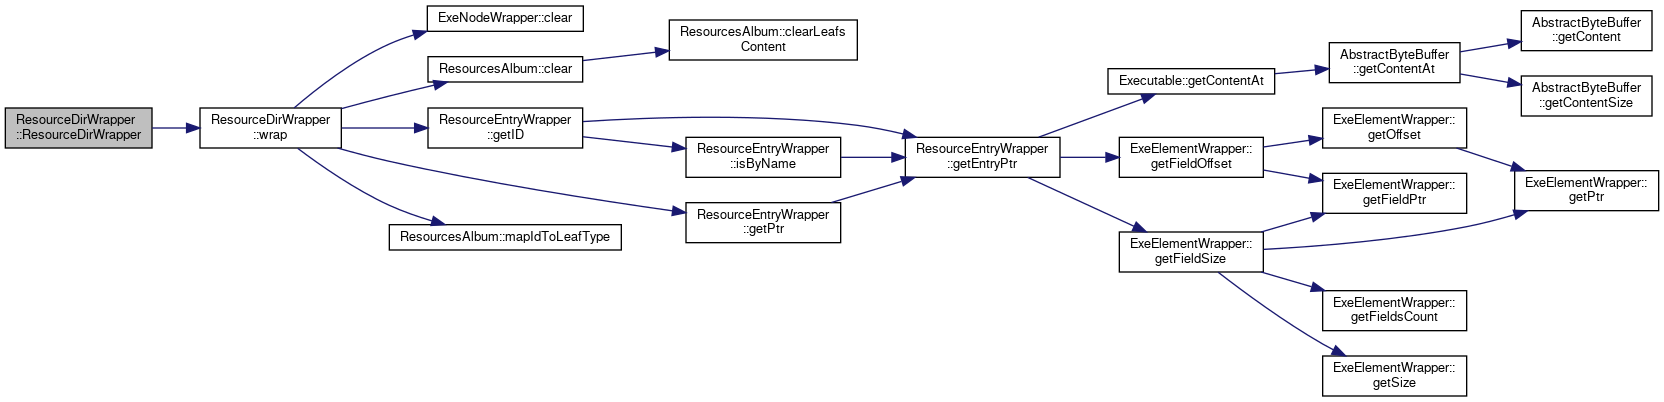 ResourceDirWrapper
::ResourceDirWrapper
ResourceDirWrapper
::wrap
ExeNodeWrapper::clear
ResourcesAlbum::clear
ResourcesAlbum::clearLeafs
Content
ResourceEntryWrapper
::getID
ResourceEntryWrapper
::isByName
ResourceEntryWrapper
::getPtr
ResourcesAlbum::mapIdToLeafType
ResourceEntryWrapper
::getEntryPtr
Executable::getContentAt
AbstractByteBuffer
::getContentAt
AbstractByteBuffer
::getContent
AbstractByteBuffer
::getContentSize
ExeElementWrapper::
getFieldOffset
ExeElementWrapper::
getOffset
ExeElementWrapper::
getFieldPtr
ExeElementWrapper::
getPtr
ExeElementWrapper::
getFieldSize
ExeElementWrapper::
getFieldsCount
ExeElementWrapper::
getSize